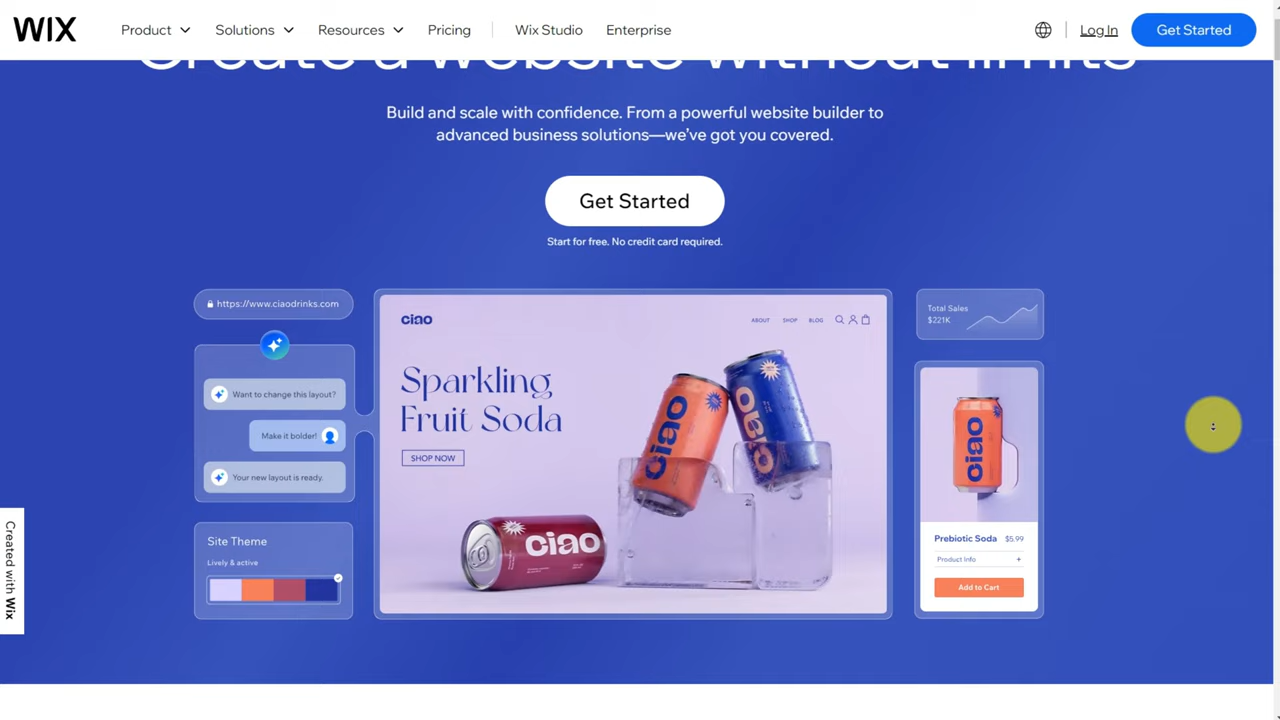 WIX
Product
Solutions
Resources
Pricing
Wix Studio
Enterprise
Log In
Get Started
Create a website without limits
Build and scale with confidence. From a powerful website builder to
advanced business solutions—we've got you covered.
Get Started
Start for free. No credit card required.
https://www.ciaodrinks.com
Want to change this layout?
Make it bolder!
Your new layout is ready.
Site Theme
Lively & active
ciao
ABOUT
SHOP
BLOG
Sparkling
Fruit Soda
SHOP NOW
ciao
ciao
ciao
Total Sales
$221K
ciao
Prebiotic Soda $5.99
Product Info +
Add to Cart
Created with Wix